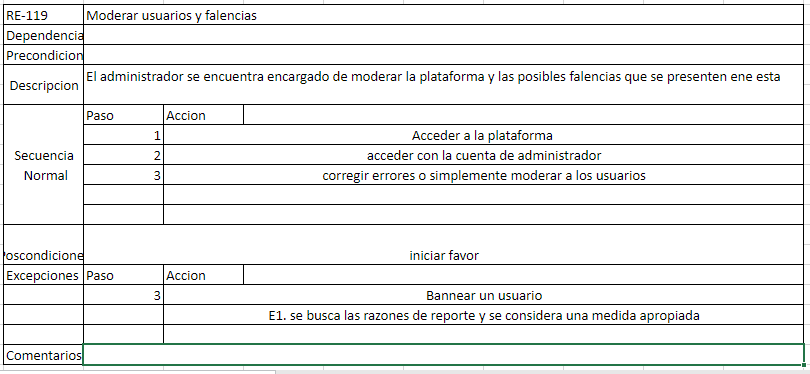 RE-119 Moderar usuarios y falencias
Dependencia
Precondicion
Descripcion El administrador se encuentra encargado de moderar la plataforma y las posibles falencias que se presenten ene esta
Paso Accion
1 Acceder a la plataforma
Secuencia Normal 2 acceder con la cuenta de administrador
3 corregir errores o simplemente moderar a los usuarios
oscondicione iniciar favor
Excepciones Paso Accion
3 Bannear un usuario
E1. se busca las razones de reporte y se considera una medida apropiada
Comentarios